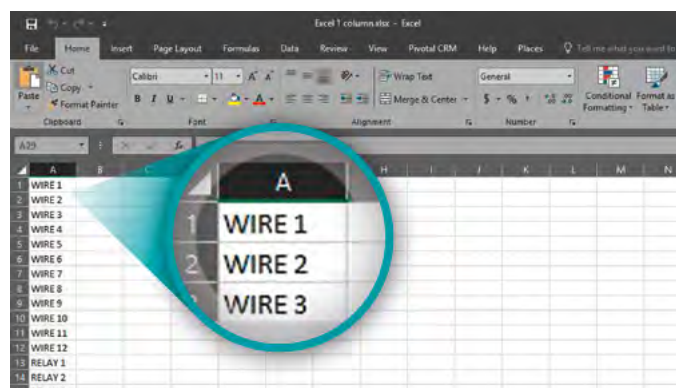 Excel 1 column.xlsx - Excel
File Home Insert Page Layout Formulas Data Review View Pivotal CRM Help Places Tell me what you want to
Cut
Copy
Format Painter
Paste
Clipboard
Calibri 11 A A
B I U A
Font
Wrap Text
Merge & Center
Alignment
General
$ % ,
Number
Conditional Formatting
Format as Table
A29 fx
A B C H I J K L M N
1 WIRE 1
2 WIRE 2
3 WIRE 3
4 WIRE 4
5 WIRE 5
6 WIRE 6
7 WIRE 7
8 WIRE 8
9 WIRE 9
10 WIRE 10
11 WIRE 11
12 WIRE 12
13 RELAY 1
14 RELAY 2
A
1 WIRE 1
2 WIRE 2
WIRE 3